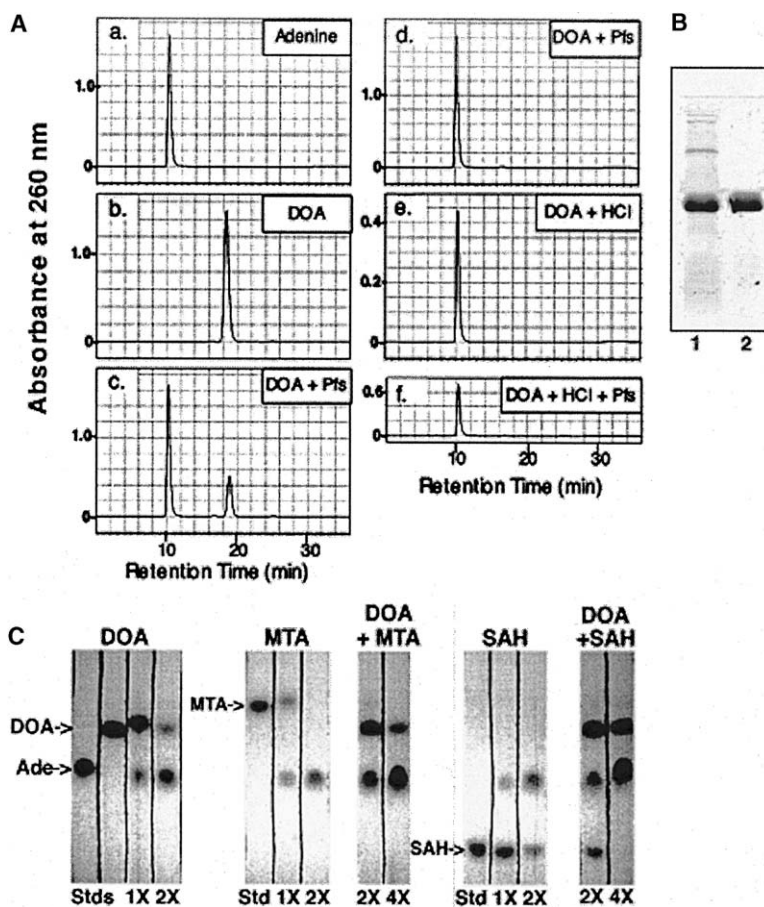 A
B
Absorbance at 260 nm
a.
Adenine
1.0
0
b.
DOA
1.0
0
c.
DOA + Pfs
1.0
0
10 20 30
Retention Time (min)
d.
DOA + Pfs
1.0
0
e.
DOA + HCl
0.4
0.2
0
f.
DOA + HCl + Pfs
0.6
0
10 20 30
Retention Time (min)
1 2
C
DOA
MTA
DOA
+ MTA
SAH
DOA
+SAH
DOA->
Ade->
MTA->
SAH->
Stds 1X 2X
Std 1X 2X
2X 4X
Std 1X 2X
2X 4X